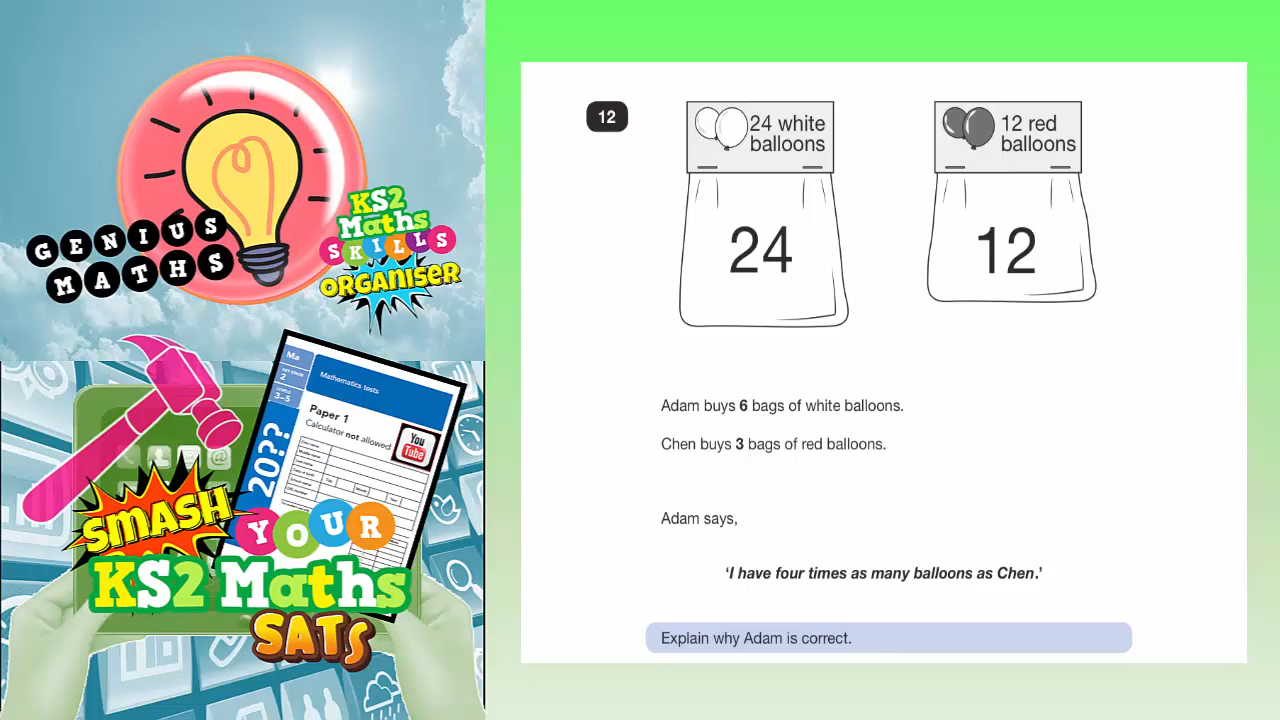 GENIUS
MATHS
KS2
Maths
SKILLS
ORGANISER
Ma
KEY STAGE
2
LEVELS
3–5
Mathematics tests
Paper 1
Calculator not allowed
20??
You
Tube
SMASH
YOUR
KS2 Maths
SATS
12
24 white
balloons
24
12 red
balloons
12
Adam buys 6 bags of white balloons.
Chen buys 3 bags of red balloons.
Adam says,
‘I have four times as many balloons as Chen.’
Explain why Adam is correct.